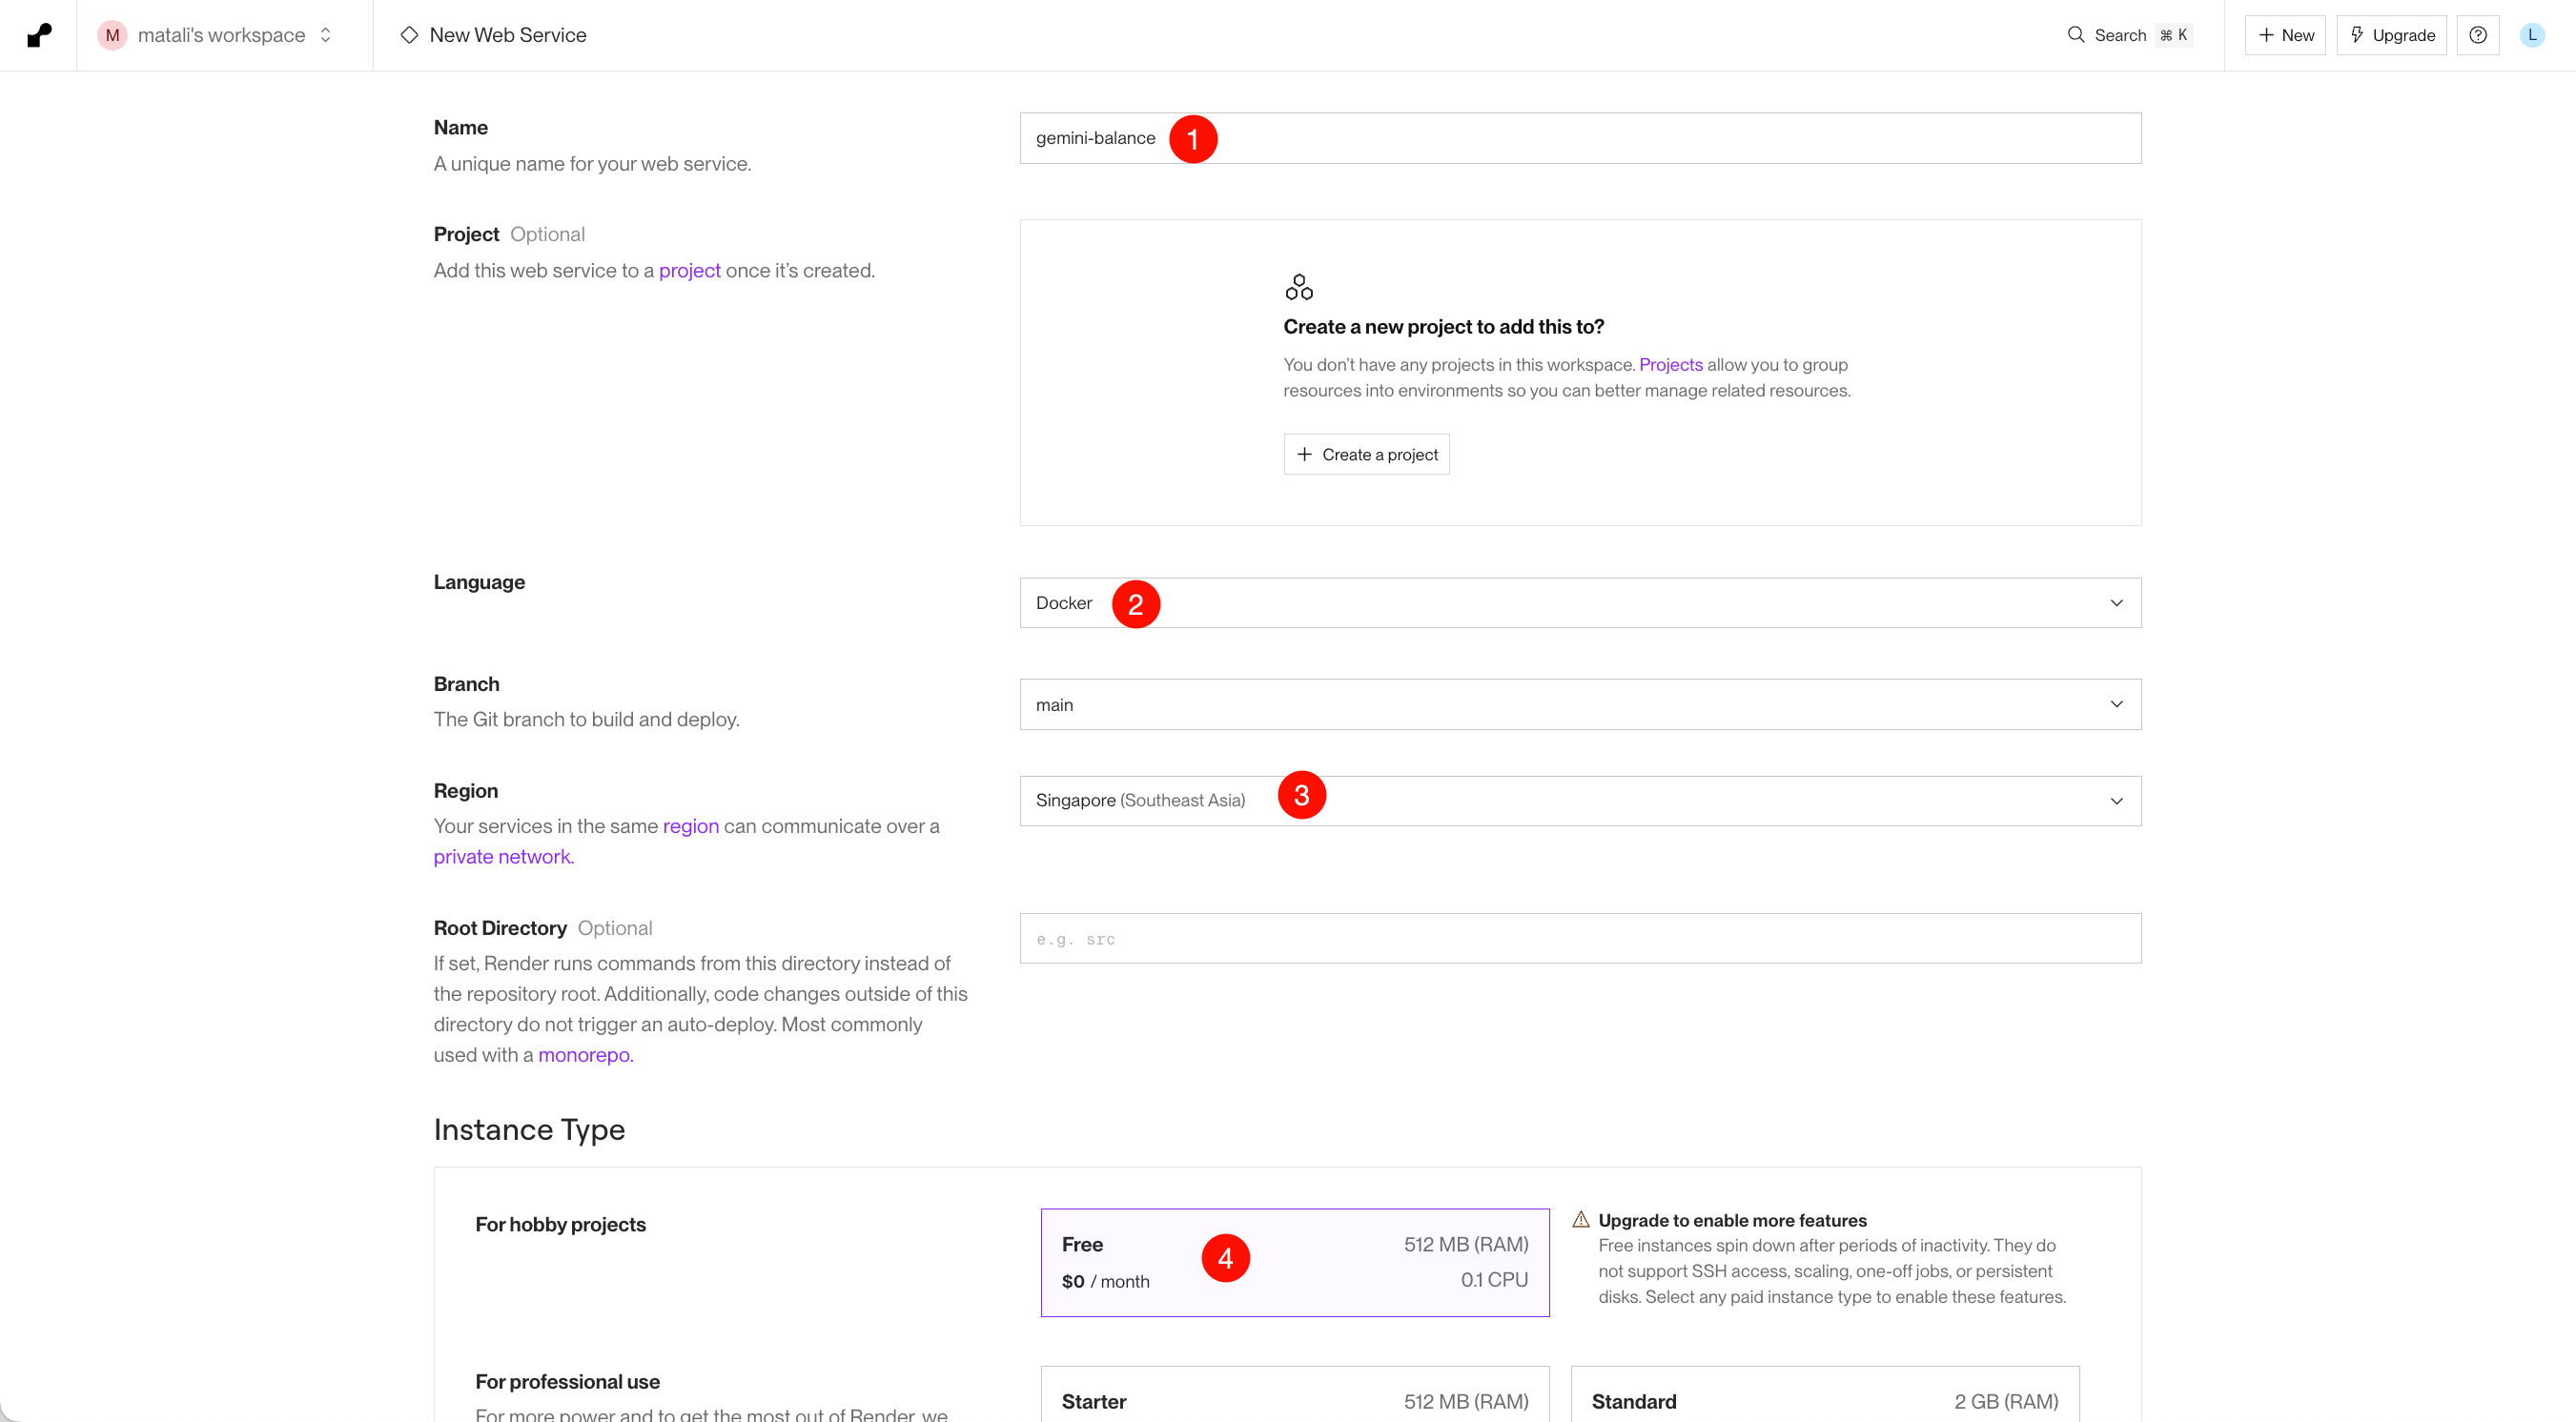 M matali's workspace
New Web Service
Search ⌘ K
+ New
Upgrade
L
Name
A unique name for your web service.
gemini-balance
1
Project Optional
Add this web service to a project once it's created.
Create a new project to add this to?
You don't have any projects in this workspace. Projects allow you to group
resources into environments so you can better manage related resources.
+ Create a project
Language
Docker
2
Branch
The Git branch to build and deploy.
main
Region
Your services in the same region can communicate over a
private network.
Singapore (Southeast Asia)
3
Root Directory Optional
If set, Render runs commands from this directory instead of
the repository root. Additionally, code changes outside of this
directory do not trigger an auto-deploy. Most commonly
used with a monorepo.
e.g. src
Instance Type
For hobby projects
Free
512 MB (RAM)
$0 / month
0.1 CPU
4
Upgrade to enable more features
Free instances spin down after periods of inactivity. They do
not support SSH access, scaling, one-off jobs, or persistent
disks. Select any paid instance type to enable these features.
For professional use
For more power and to get the most out of Render, we
Starter
512 MB (RAM)
Standard
2 GB (RAM)